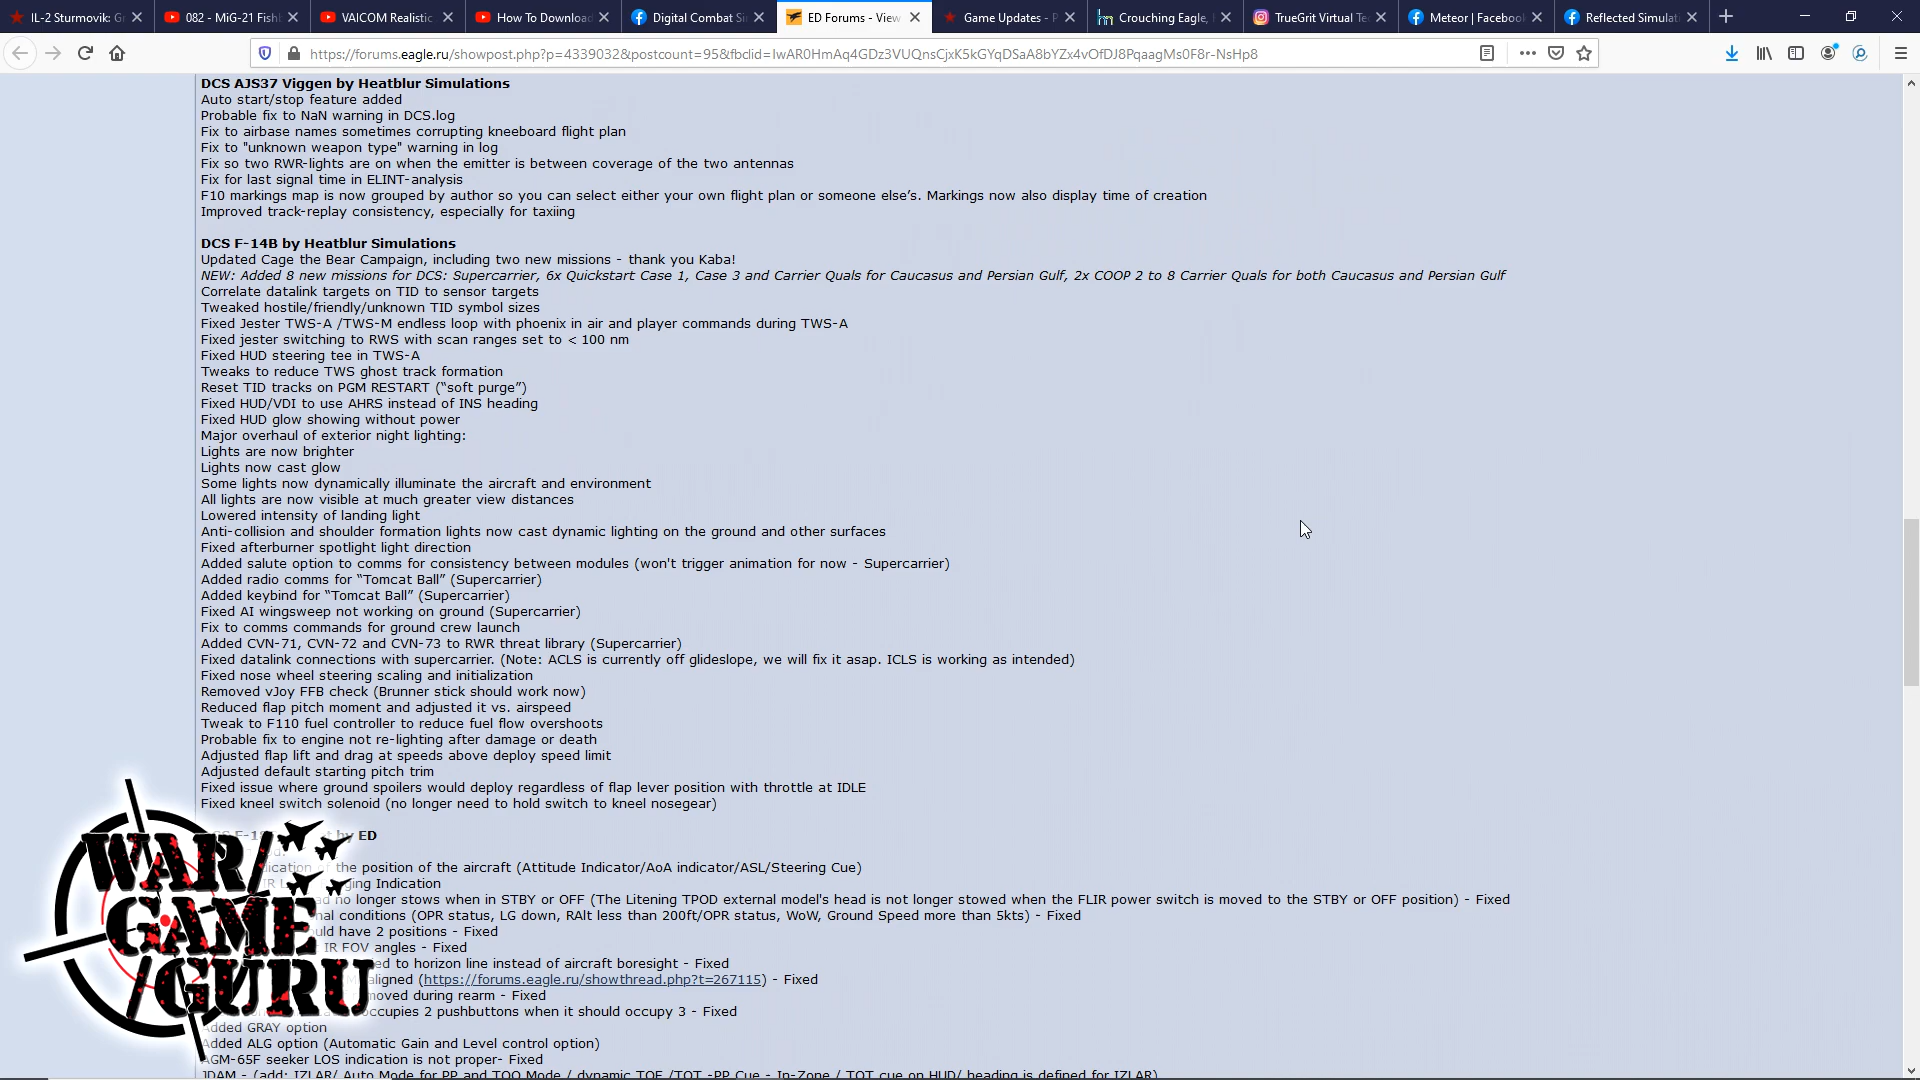 IL-2 Sturmovik: Gr
082 - MiG-21 Fishb
VAICOM Realistic
How To Download
Digital Combat Si
ED Forums - View
Game Updates - P
Crouching Eagle,
TrueGrit Virtual Te
Meteor | Facebook
Reflected Simulati
https://forums.eagle.ru/showpost.php?p=4339032&postcount=95&fbclid=IwAR0HmAq4GDz3VUQnsCjxK5kGYqDSaA8bYZx4vOfDJ8PqaagMs0F8r-NsHp8
DCS AJS37 Viggen by Heatblur Simulations
Auto start/stop feature added
Probable fix to NaN warning in DCS.log
Fix to airbase names sometimes corrupting kneeboard flight plan
Fix to "unknown weapon type" warning in log
Fix so two RWR-lights are on when the emitter is between coverage of the two antennas
Fix for last signal time in ELINT-analysis
F10 markings map is now grouped by author so you can select either your own flight plan or someone else’s. Markings now also display time of creation
Improved track-replay consistency, especially for taxiing
DCS F-14B by Heatblur Simulations
Updated Cage the Bear Campaign, including two new missions - thank you Kaba!
NEW: Added 8 new missions for DCS: Supercarrier, 6x Quickstart Case 1, Case 3 and Carrier Quals for Caucasus and Persian Gulf, 2x COOP 2 to 8 Carrier Quals for both Caucasus and Persian Gulf
Correlate datalink targets on TID to sensor targets
Tweaked hostile/friendly/unknown TID symbol sizes
Fixed Jester TWS-A /TWS-M endless loop with phoenix in air and player commands during TWS-A
Fixed jester switching to RWS with scan ranges set to < 100 nm
Fixed HUD steering tee in TWS-A
Tweaks to reduce TWS ghost track formation
Reset TID tracks on PGM RESTART (“soft purge”)
Fixed HUD/VDI to use AHRS instead of INS heading
Fixed HUD glow showing without power
Major overhaul of exterior night lighting:
Lights are now brighter
Lights now cast glow
Some lights now dynamically illuminate the aircraft and environment
All lights are now visible at much greater view distances
Lowered intensity of landing light
Anti-collision and shoulder formation lights now cast dynamic lighting on the ground and other surfaces
Fixed afterburner spotlight light direction
Added salute option to comms for consistency between modules (won't trigger animation for now - Supercarrier)
Added radio comms for “Tomcat Ball” (Supercarrier)
Added keybind for “Tomcat Ball” (Supercarrier)
Fixed AI wingsweep not working on ground (Supercarrier)
Fix to comms commands for ground crew launch
Added CVN-71, CVN-72 and CVN-73 to RWR threat library (Supercarrier)
Fixed datalink connections with supercarrier. (Note: ACLS is currently off glideslope, we will fix it asap. ICLS is working as intended)
Fixed nose wheel steering scaling and initialization
Removed vJoy FFB check (Brunner stick should work now)
Reduced flap pitch moment and adjusted it vs. airspeed
Tweak to F110 fuel controller to reduce fuel flow overshoots
Probable fix to engine not re-lighting after damage or death
Adjusted flap lift and drag at speeds above deploy speed limit
Adjusted default starting pitch trim
Fixed issue where ground spoilers would deploy regardless of flap lever position with throttle at IDLE
Fixed kneel switch solenoid (no longer need to hold switch to kneel nosegear)
by ED
the position of the aircraft (Attitude Indicator/AoA indicator/ASL/Steering Cue)
Indication
no longer stows when in STBY or OFF (The Litening TPOD external model's head is not longer stowed when the FLIR power switch is moved to the STBY or OFF position) - Fixed
conditions (OPR status, LG down, RAlt less than 200ft/OPR status, WoW, Ground Speed more than 5kts) - Fixed
have 2 positions - Fixed
IR FOV angles - Fixed
to horizon line instead of aircraft boresight - Fixed
aligned (https://forums.eagle.ru/showthread.php?t=267115) - Fixed
during rearm - Fixed
occupies 2 pushbuttons when it should occupy 3 - Fixed
Added GRAY option
Added ALG option (Automatic Gain and Level control option)
AGM-65F seeker LOS indication is not proper- Fixed
JDAM - (add: IZLAR/ Auto Mode for PP and TOO Mode / dynamic TOF /TOT -PP Cue - In-Zone / TOT cue on HUD/ heading is defined for IZLAR)
WAR/
GAME
/GURU